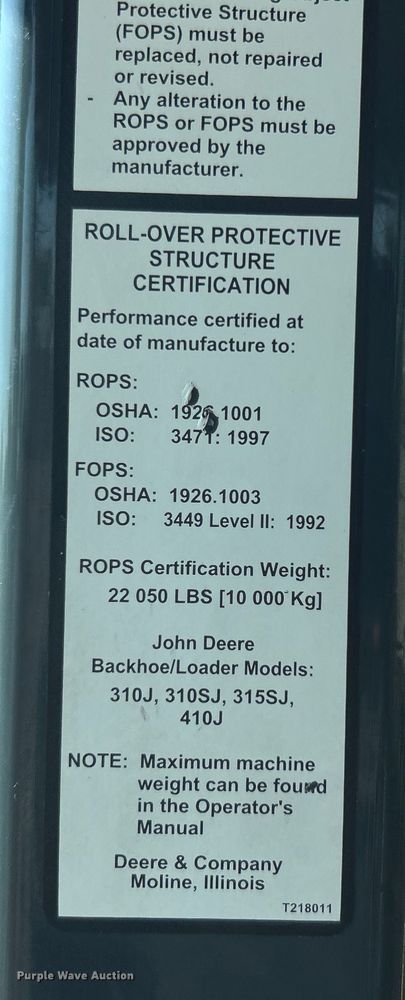 Protective Structure
(FOPS) must be
replaced, not repaired
or revised.
- Any alteration to the
ROPS or FOPS must be
approved by the
manufacturer.
ROLL-OVER PROTECTIVE
STRUCTURE
CERTIFICATION
Performance certified at
date of manufacture to:
ROPS:
OSHA: 1926.1001
ISO: 3471: 1997
FOPS:
OSHA: 1926.1003
ISO: 3449 Level II: 1992
ROPS Certification Weight:
22 050 LBS [10 000 Kg]
John Deere
Backhoe/Loader Models:
310J, 310SJ, 315SJ,
410J
NOTE: Maximum machine
weight can be found
in the Operator's
Manual
Deere & Company
Moline, Illinois
T218011
Purple Wave Auction